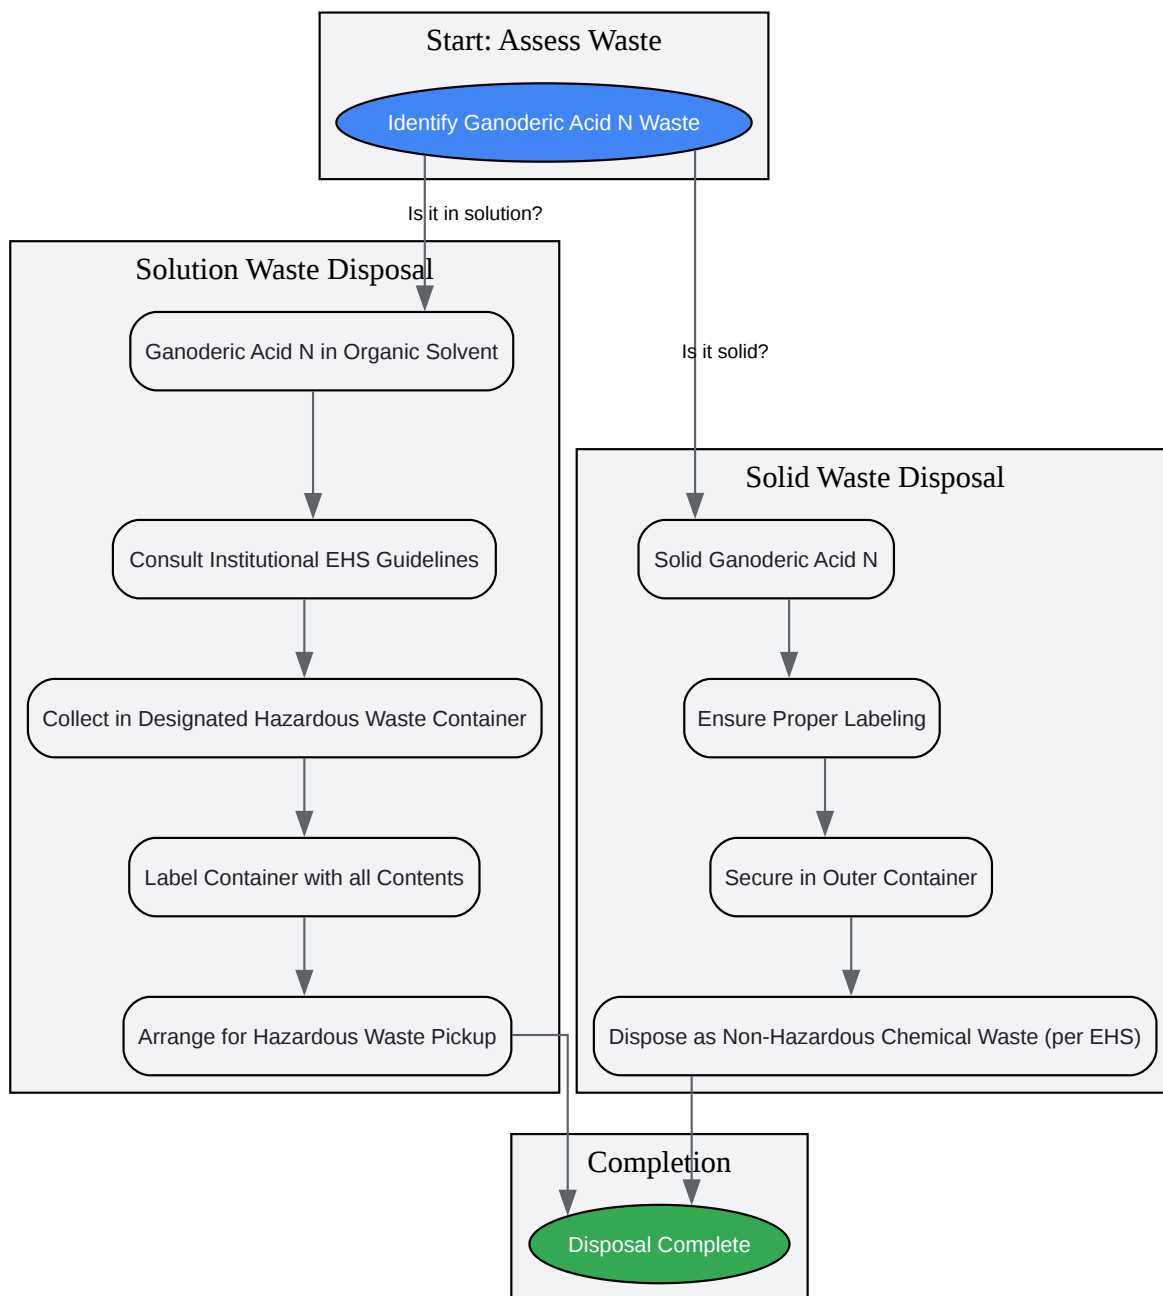 Start: Assess Waste
Identify Ganoderic Acid N Waste
Is it in solution?
Solution Waste Disposal
Ganoderic Acid N in Organic Solvent
Consult Institutional EHS Guidelines
Collect in Designated Hazardous Waste Container
Label Container with all Contents
Arrange for Hazardous Waste Pickup
Is it solid?
Solid Waste Disposal
Solid Ganoderic Acid N
Ensure Proper Labeling
Secure in Outer Container
Dispose as Non-Hazardous Chemical Waste (per EHS)
Completion
Disposal Complete